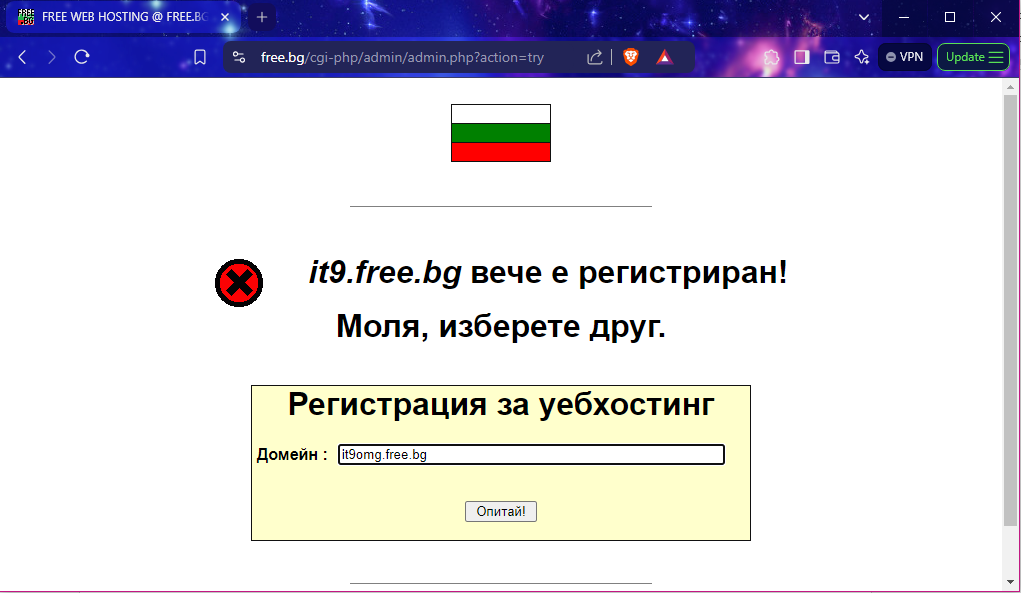 FREE WEB HOSTING @ FREE.BG
free.bg/cgi-php/admin/admin.php?action=try
VPN
Update
it9.free.bg вече е регистриран!
Моля, изберете друг.
Регистрация за уебхостинг
Домейн :
it9omg.free.bg
Опитай!